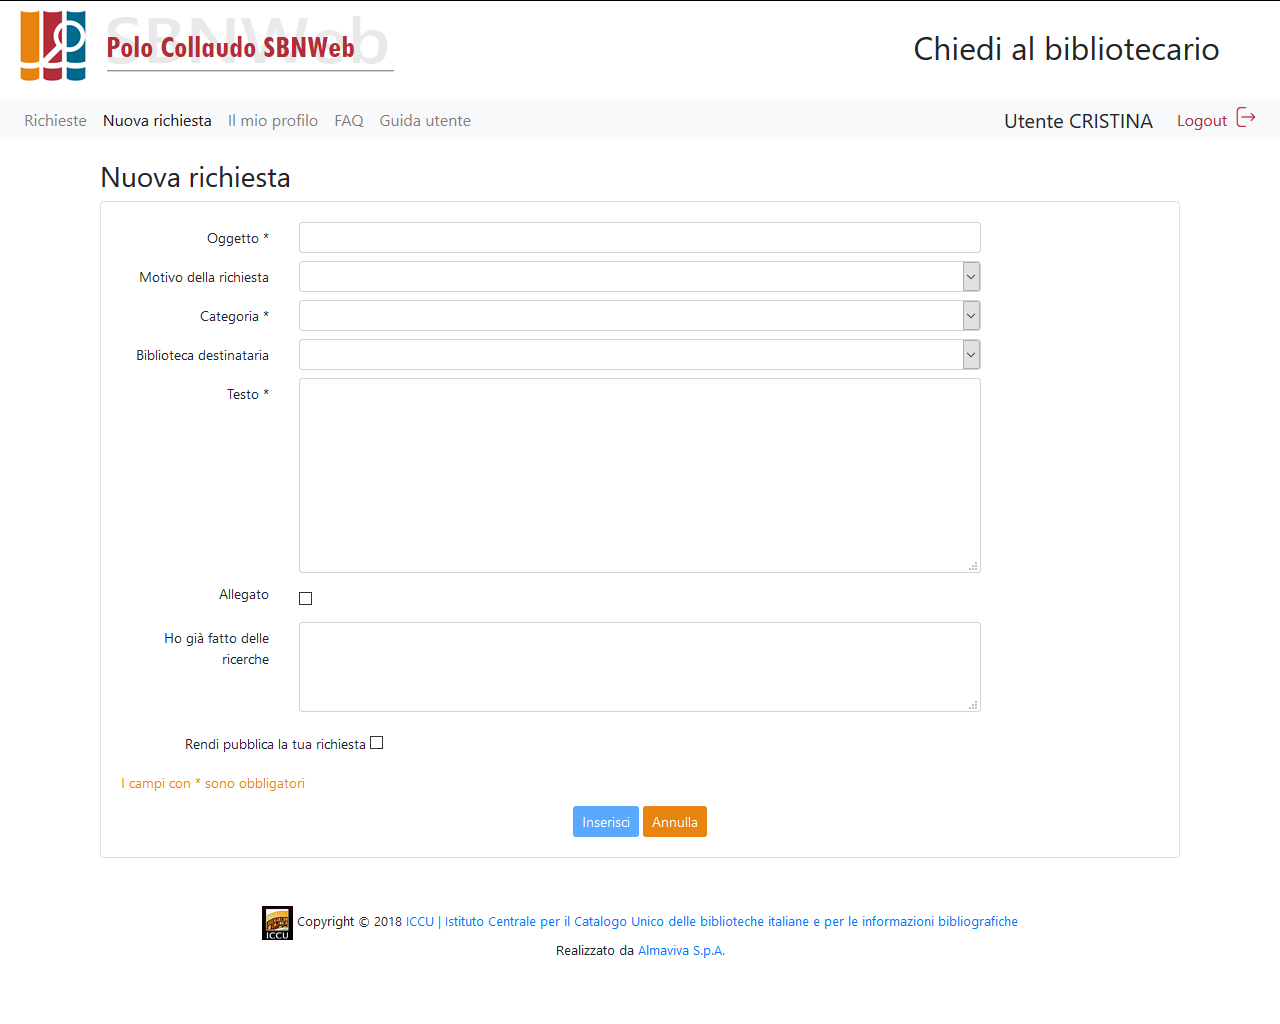 SBNWeb
Polo Collaudo SBNWeb
Chiedi al bibliotecario
Richieste Nuova richiesta Il mio profilo FAQ Guida utente Utente CRISTINA Logout
Nuova richiesta
Oggetto *
Motivo della richiesta
Categoria *
Biblioteca destinataria
Testo *
Allegato
Ho già fatto delle
ricerche
Rendi pubblica la tua richiesta
I campi con * sono obbligatori
Inserisci Annulla
ICCU Copyright © 2018 ICCU | Istituto Centrale per il Catalogo Unico delle biblioteche italiane e per le informazioni bibliografiche
Realizzato da Almaviva S.p.A.